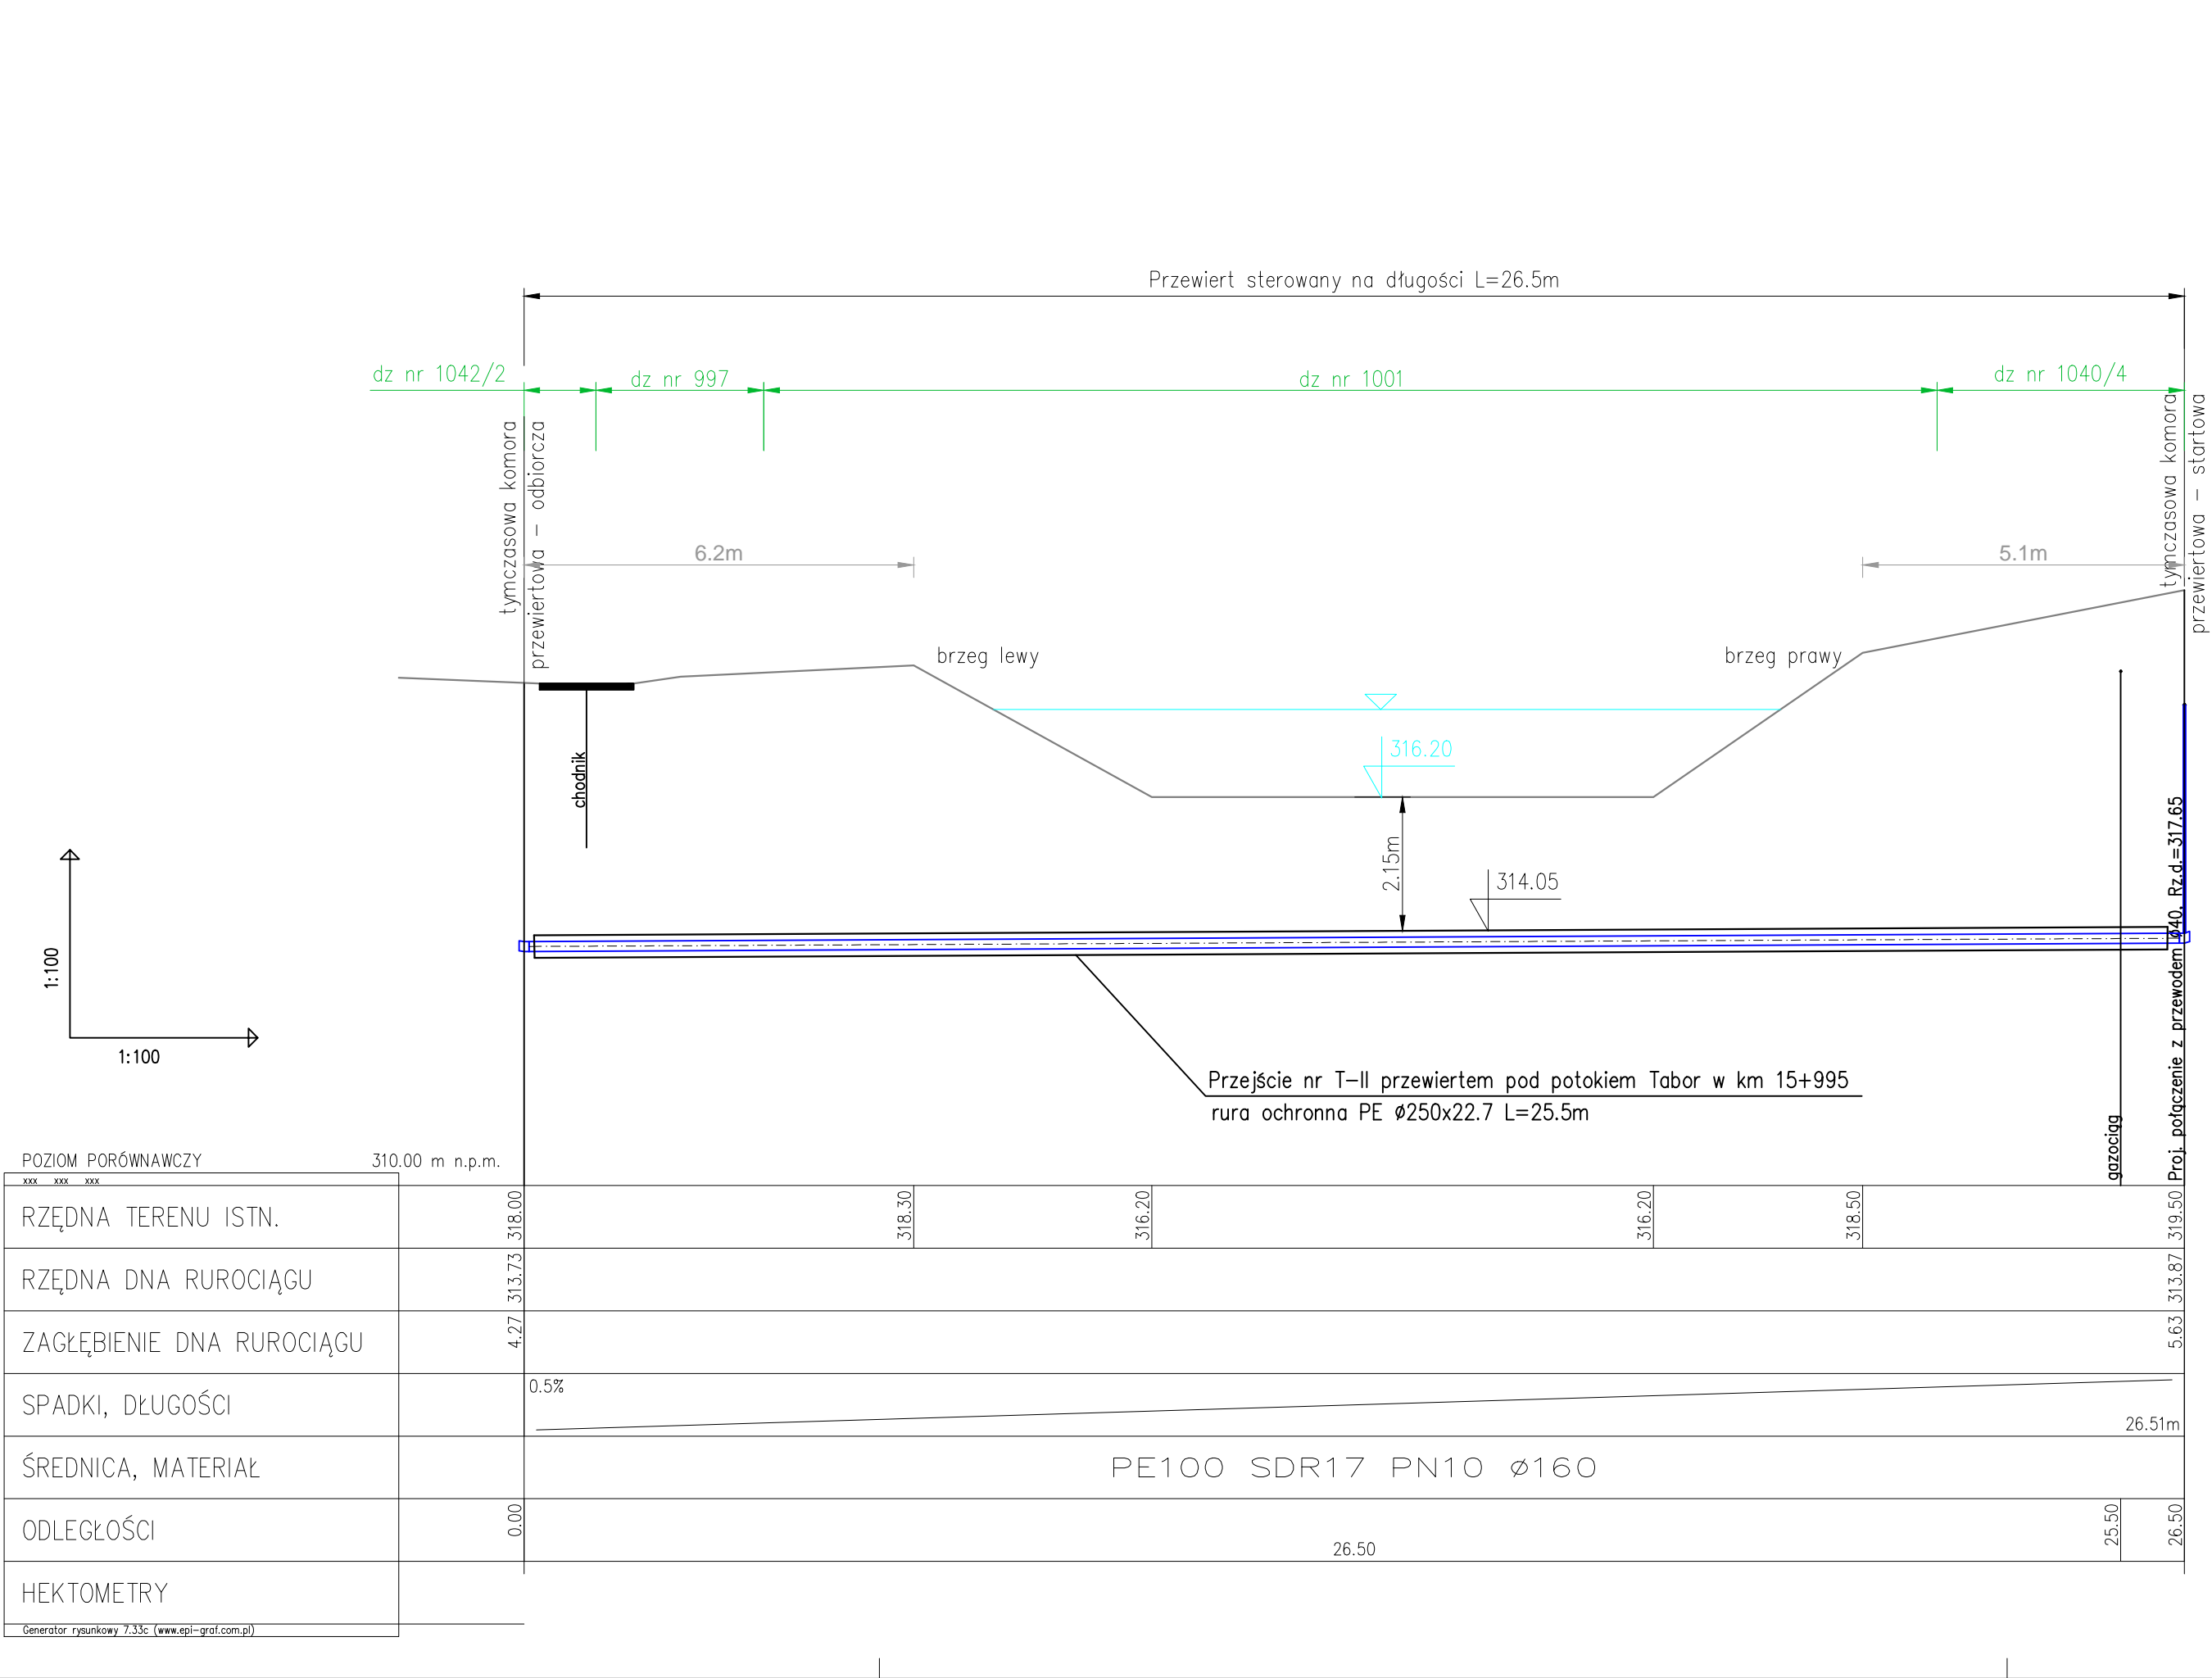 Przewiert sterowany na długości L=26.5m
dz nr 1042/2
dz nr 997
dz nr 1001
dz nr 1040/4
tymczasowa komora
przewiertowa – odbiorcza
tymczasowa komora
przewiertowa – startowa
6.2m
5.1m
brzeg lewy
brzeg prawy
316.20
chodnik
2.15m
314.05
Proj. połączenie z przewodem ø40, Rz.d.=317.65
gazociąg
1:100
1:100
Przejście nr T–II przewiertem pod potokiem Tabor w km 15+995
rura ochronna PE ø250x22.7 L=25.5m
POZIOM PORÓWNAWCZY 310.00 m n.p.m.
xxx xxx xxx
RZĘDNA TERENU ISTN. 318.00 318.30 316.20 316.20 318.50 319.50
RZĘDNA DNA RUROCIĄGU 313.73 313.87
ZAGŁĘBIENIE DNA RUROCIĄGU 4.27 5.63
SPADKI, DŁUGOŚCI 0.5% 26.51m
ŚREDNICA, MATERIAŁ PE100 SDR17 PN10 ø160
ODLEGŁOŚCI 0.00 26.50 25.50 26.50
HEKTOMETRY
Generator rysunkowy 7.33c (www.epi-graf.com.pl)